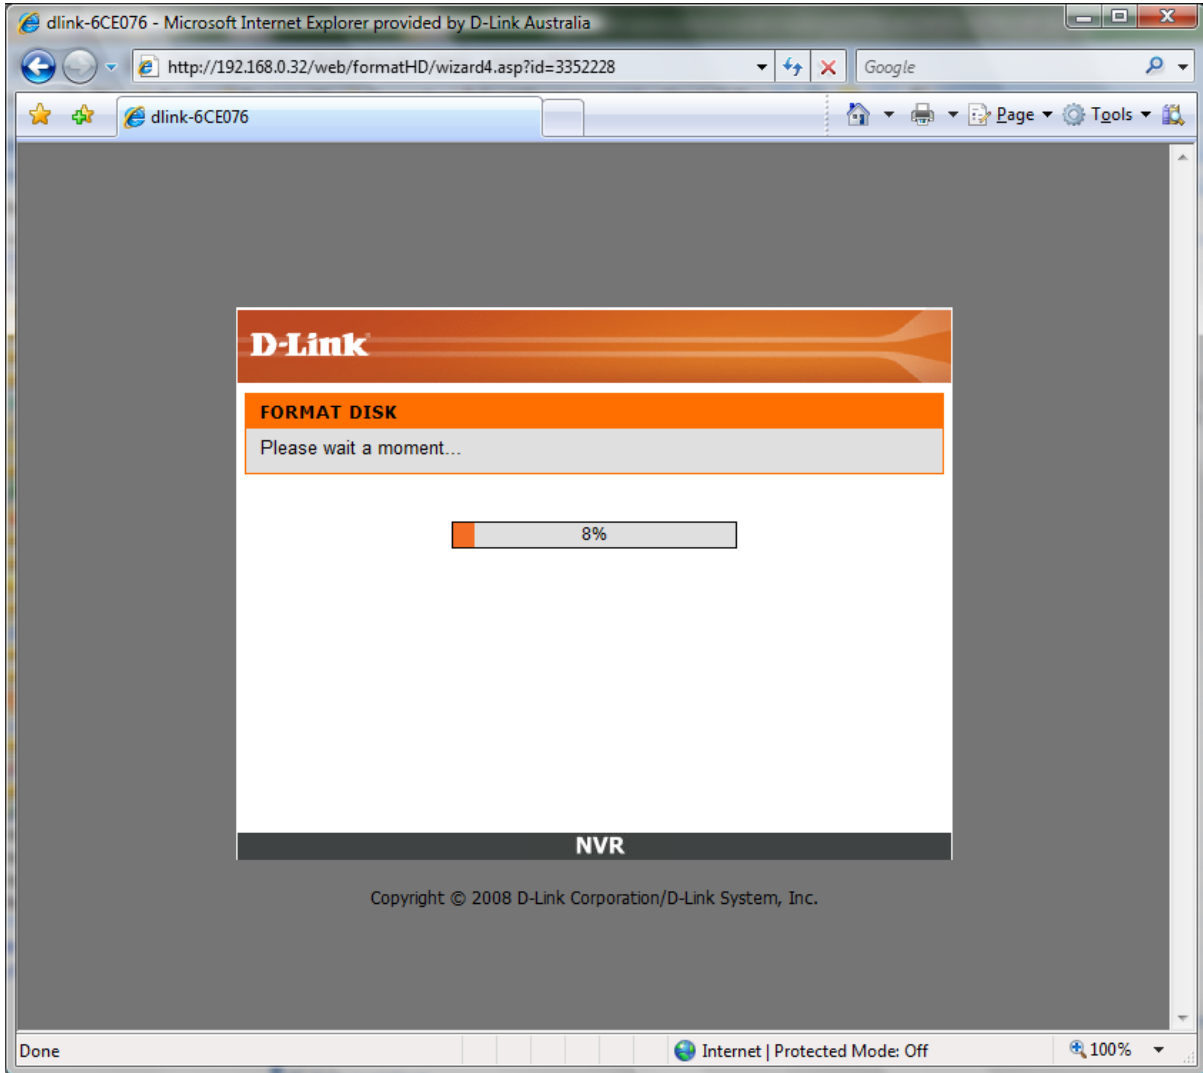 dlink-6CE076 - Microsoft Internet Explorer provided by D-Link Australia
http://192.168.0.32/web/formatHD/wizard4.asp?id=3352228
Google
dlink-6CE076
Page
Tools
D-Link
FORMAT DISK
Please wait a moment...
8%
NVR
Copyright © 2008 D-Link Corporation/D-Link System, Inc.
Done
Internet | Protected Mode: Off
100%